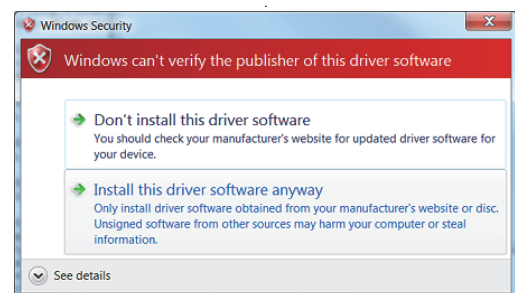 Windows Security
Windows can't verify the publisher of this driver software
Don't install this driver software
You should check your manufacturer's website for updated driver software for
your device.
Install this driver software anyway
Only install driver software obtained from your manufacturer's website or disc.
Unsigned software from other sources may harm your computer or steal
information.
See details